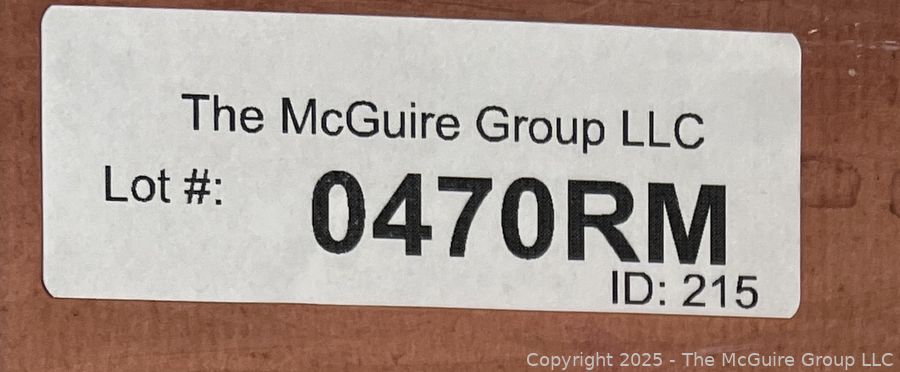 The McGuire Group LLC
Lot #: 0470RM
ID: 215
Copyright 2025 - The McGuire Group LLC